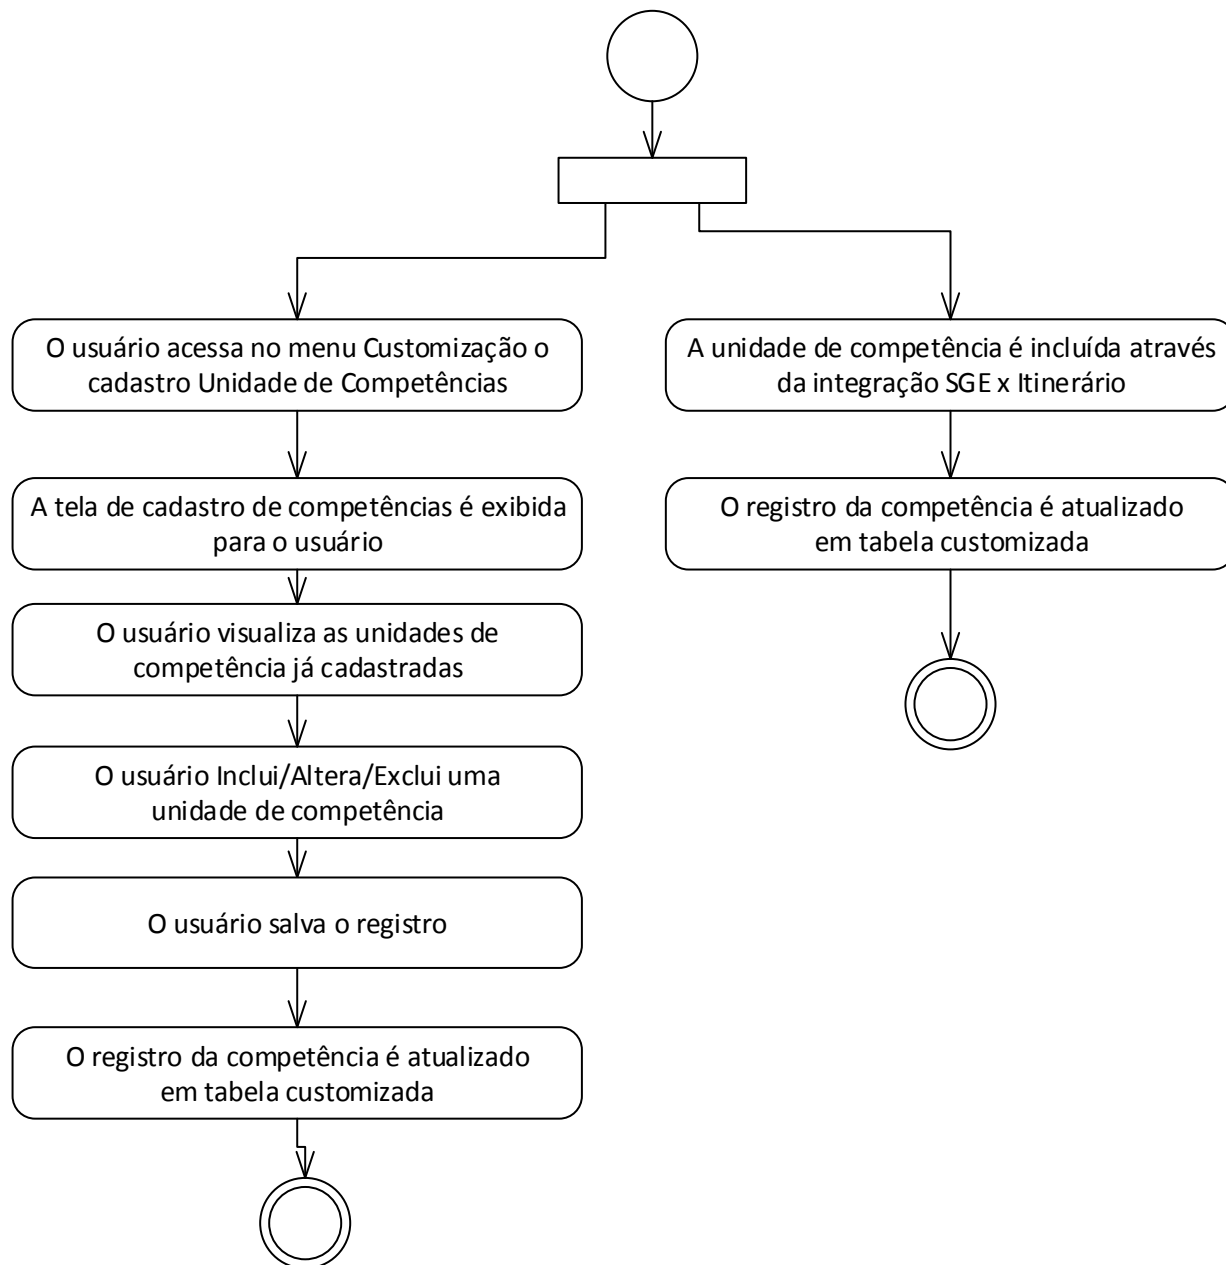 O usuário acessa no menu Customização o
cadastro Unidade de Competências
A tela de cadastro de competências é exibida
para o usuário
O usuário visualiza as unidades de
competência já cadastradas
O usuário Inclui/Altera/Exclui uma
unidade de competência
O usuário salva o registro
O registro da competência é atualizado
em tabela customizada
A unidade de competência é incluída através
da integração SGE x Itinerário
O registro da competência é atualizado
em tabela customizada